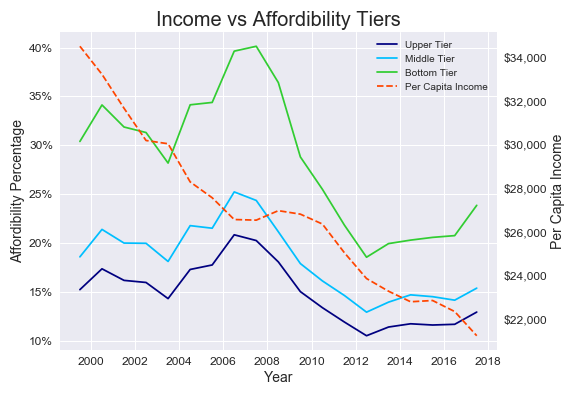 Income vs Affordibility Tiers
40%
35%
30%
25%
20%
15%
10%
Affordibility Percentage
Upper Tier
Middle Tier
Bottom Tier
Per Capita Income
$34,000
$32,000
$30,000
$28,000
$26,000
$24,000
$22,000
Per Capita Income
2000 2002 2004 2006 2008 2010 2012 2014 2016 2018
Year